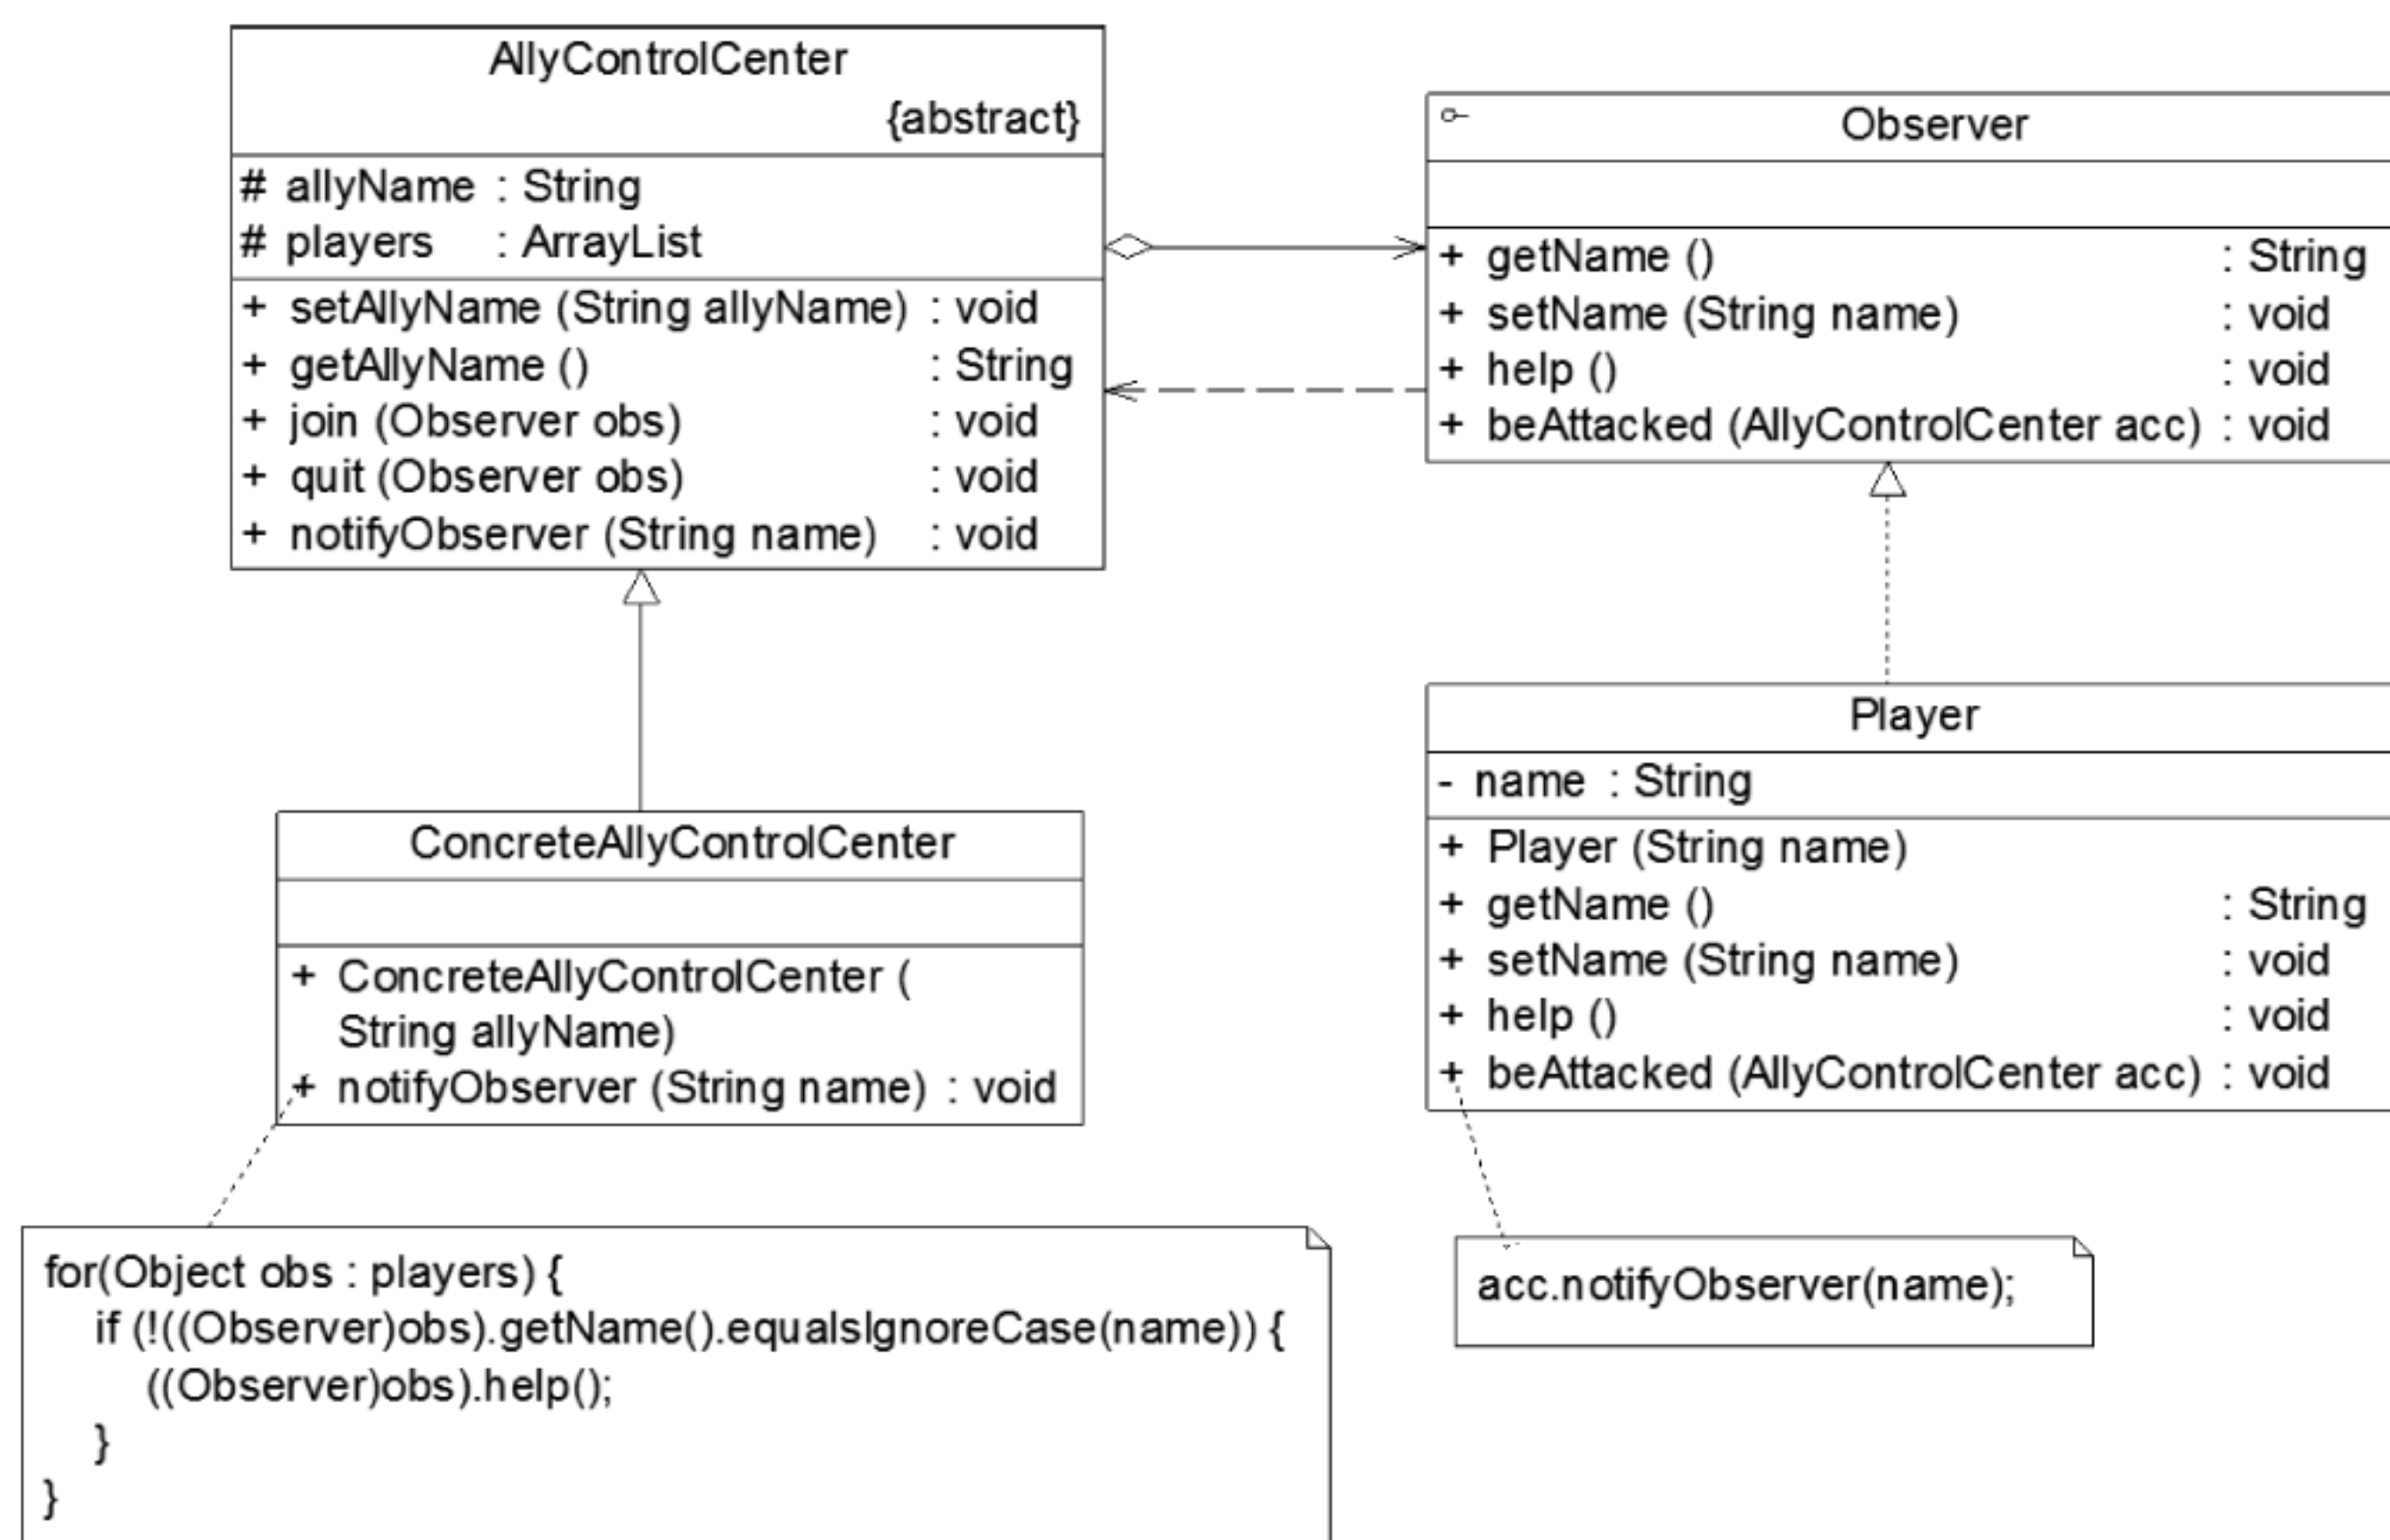 AllyControlCenter
{abstract}
# allyName : String
# players : ArrayList
+ setAllyName (String allyName) : void
+ getAllyName () : String
+ join (Observer obs) : void
+ quit (Observer obs) : void
+ notifyObserver (String name) : void
Observer
+ getName () : String
+ setName (String name) : void
+ help () : void
+ beAttacked (AllyControlCenter acc) : void
ConcreteAllyControlCenter
+ ConcreteAllyControlCenter (
String allyName)
+ notifyObserver (String name) : void
Player
- name : String
+ Player (String name)
+ getName () : String
+ setName (String name) : void
+ help () : void
+ beAttacked (AllyControlCenter acc) : void
for(Object obs : players) {
if (!((Observer)obs).getName().equalsIgnoreCase(name)) {
((Observer)obs).help();
}
}
acc.notifyObserver(name);